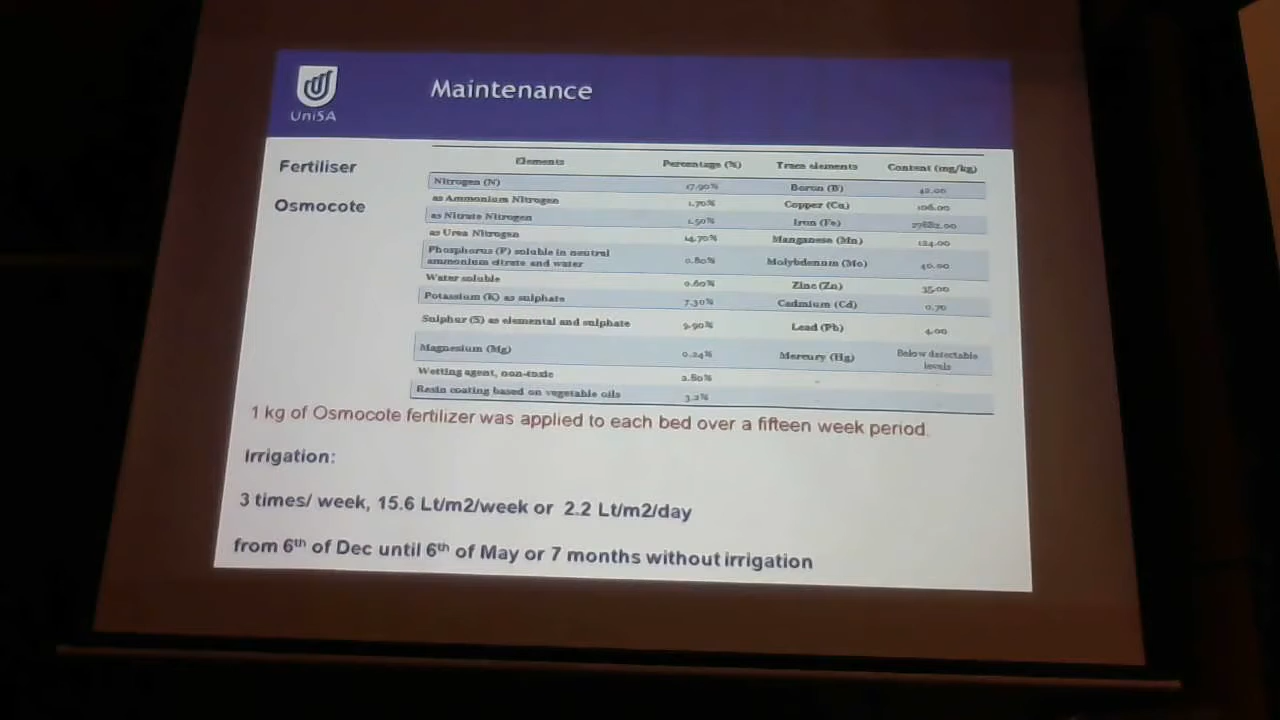 UniSA
Maintenance
Fertiliser
Osmocote
Elements Percentage (%) Trace elements Content (mg/kg)
Nitrogen (N) 17.90% Boron (B) 42.00
as Ammonium Nitrogen 1.70% Copper (Cu) 106.00
as Nitrate Nitrogen 1.50% Iron (Fe)
as Urea Nitrogen 14.70% Manganese (Mn) 124.00
Phosphorus (P) soluble in neutral
ammonium citrate and water 0.80% Molybdenum (Mo) 40.00
Water soluble 0.60% Zinc (Zn) 35.00
Potassium (K) as sulphate 7.30% Cadmium (Cd) 0.70
Sulphur (S) as elemental and sulphate 9.90% Lead (Pb) 4.00
Magnesium (Mg) 0.24% Mercury (Hg) Below detectable
levels
Wetting agent, non-toxic 2.80% -
Resin coating based on vegetable oils 3.2%
1 kg of Osmocote fertilizer was applied to each bed over a fifteen week period.
Irrigation:
3 times/ week, 15.6 Lt/m2/week or 2.2 Lt/m2/day
from 6th of Dec until 6th of May or 7 months without irrigation